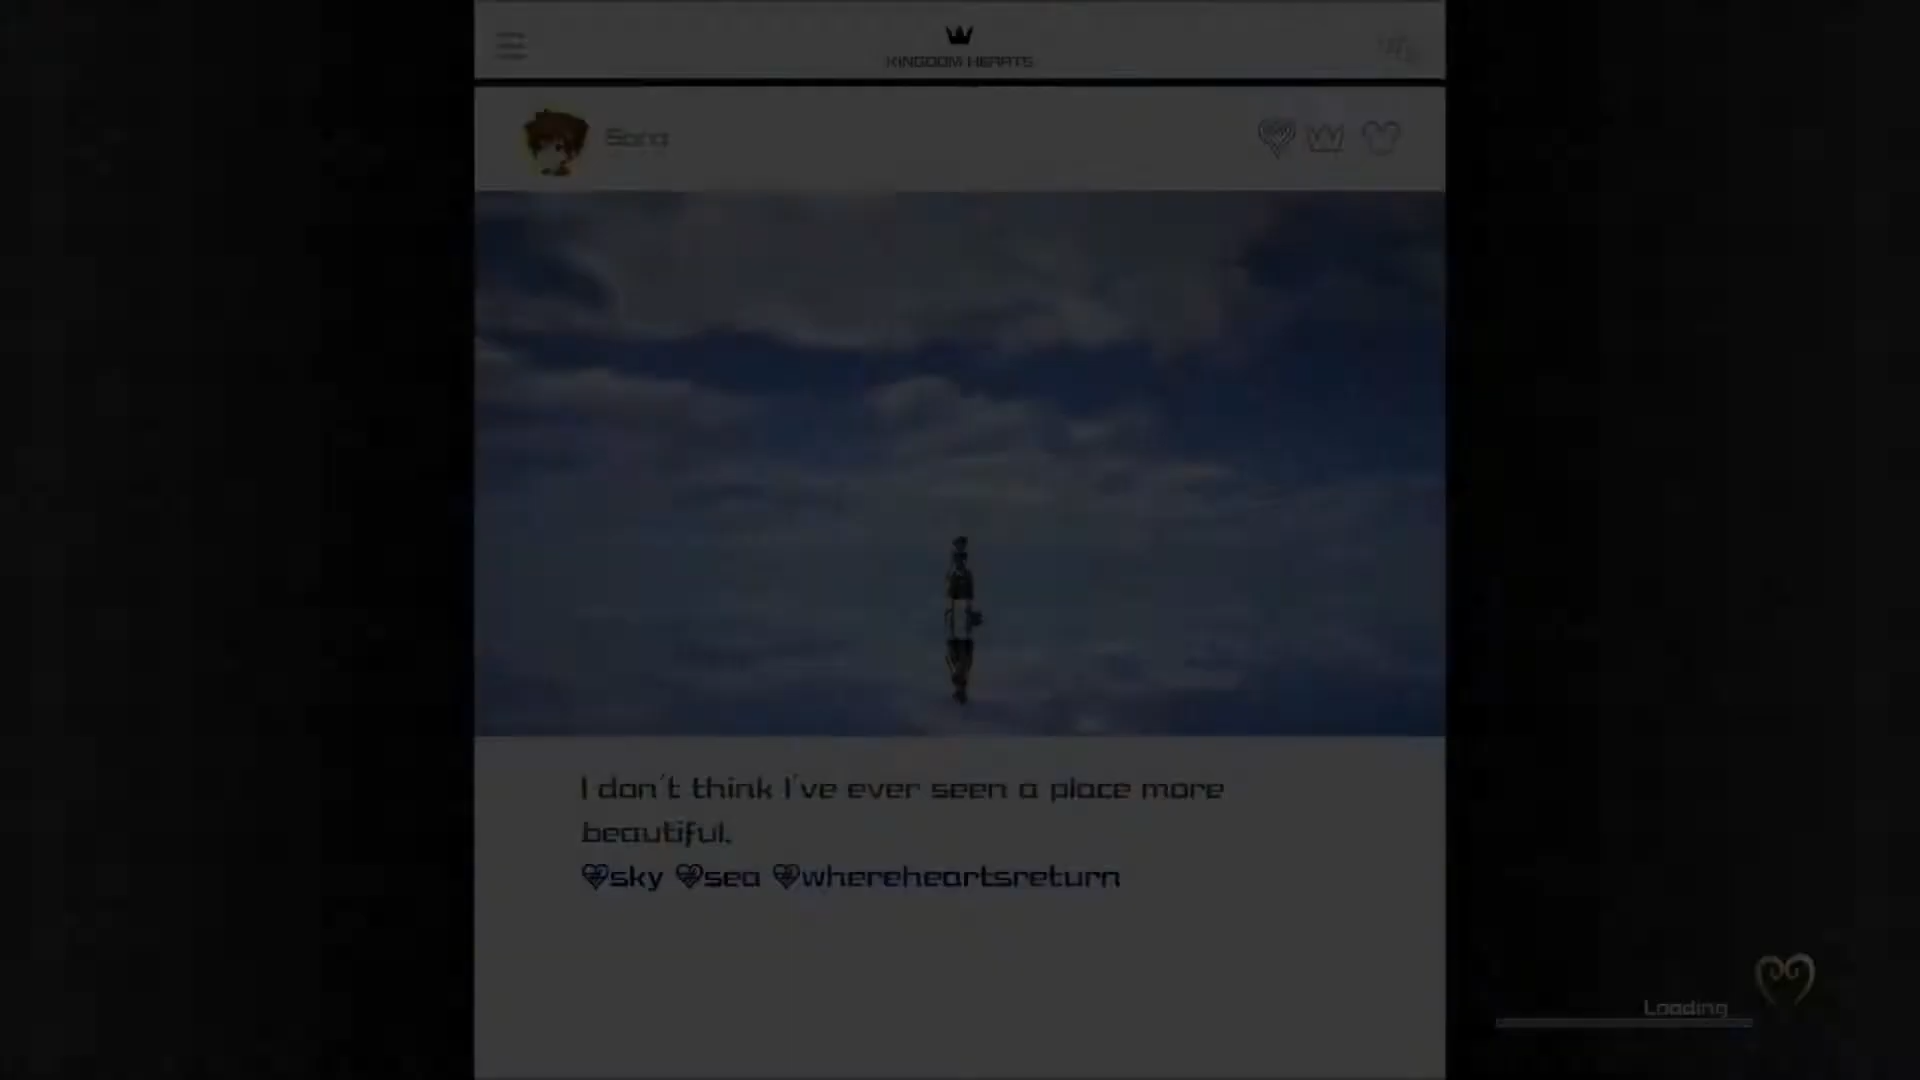 KINGDOM HEARTS
Sora
I don't think I've ever seen a place more
beautiful.
sky sea whereheartsreturn
Loading